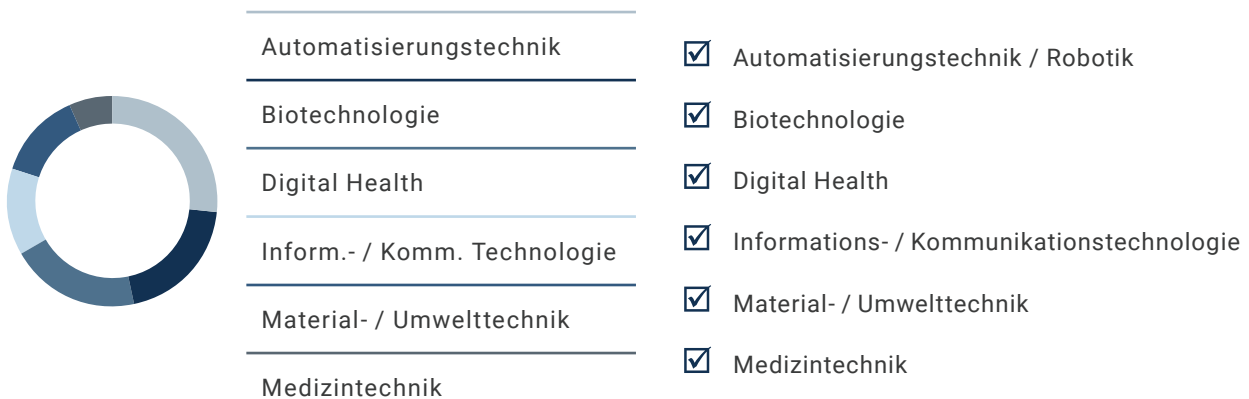 Automatisierungstechnik
Biotechnologie
Digital Health
Inform.- / Komm. Technologie
Material- / Umwelttechnik
Medizintechnik
Automatisierungstechnik / Robotik
Biotechnologie
Digital Health
Informations- / Kommunikationstechnologie
Material- / Umwelttechnik
Medizintechnik